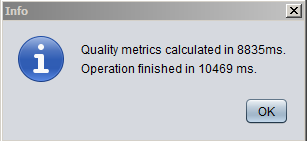 Info
Quality metrics calculated in 8835ms.
Operation finished in 10469 ms.
OK